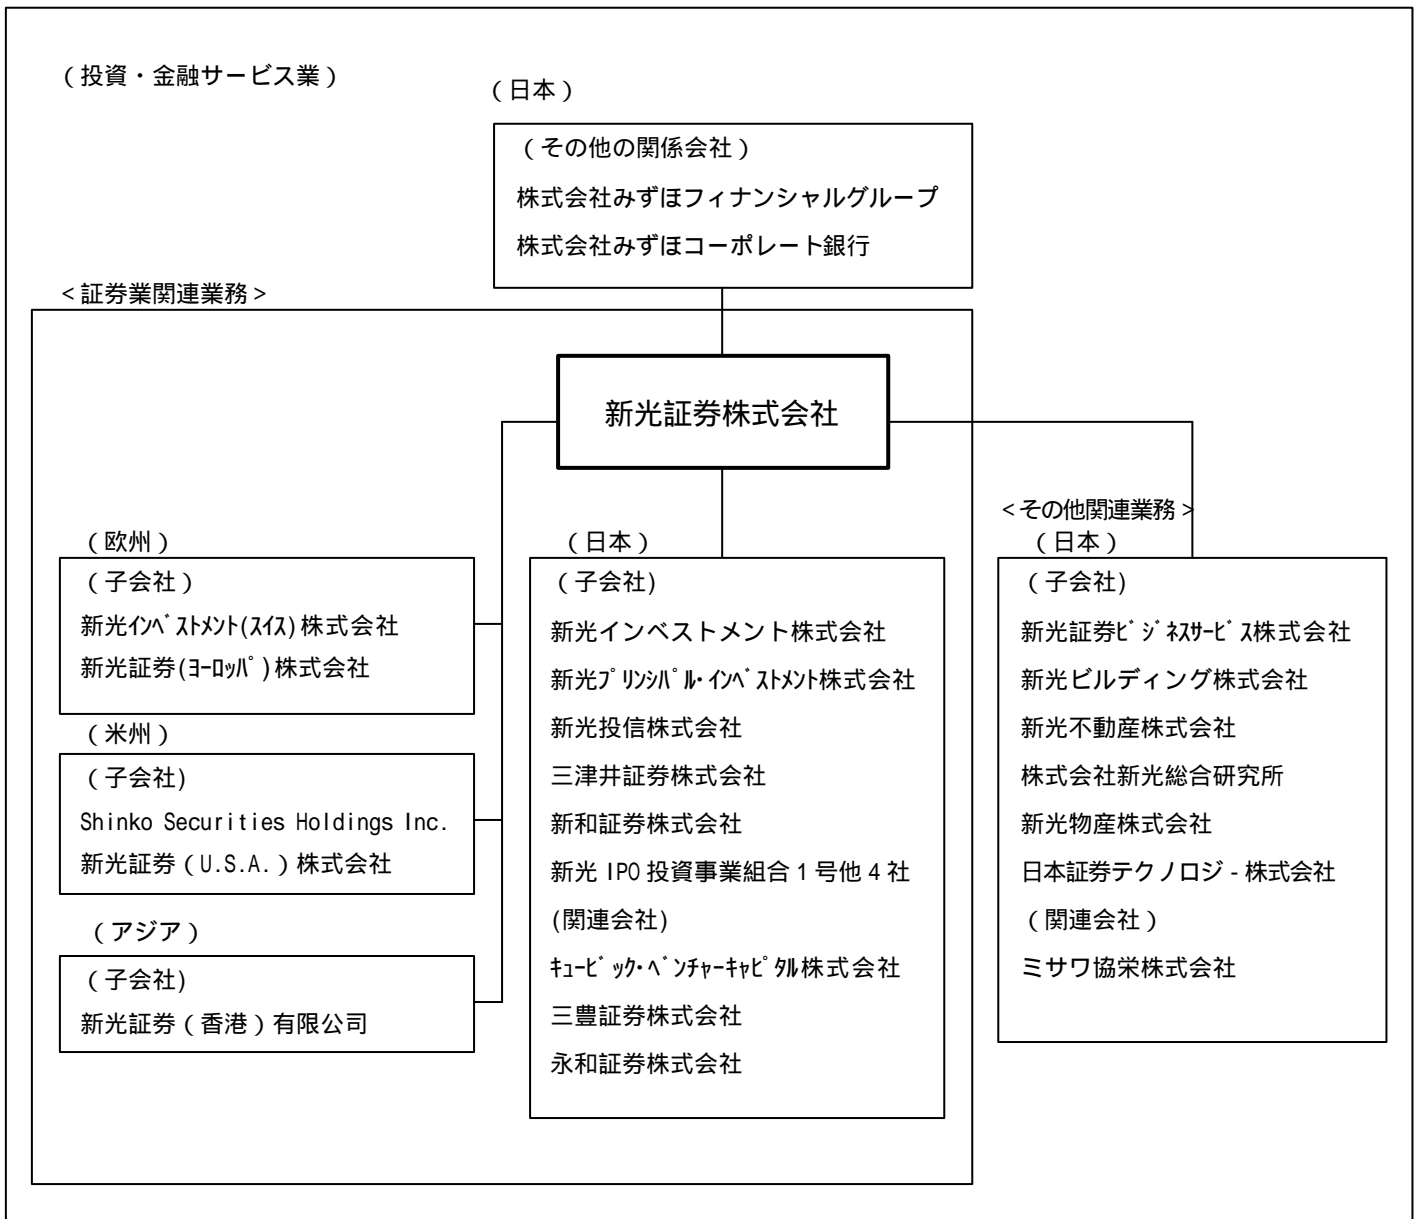 （投資・金融サービス業）
（日本）
（その他の関係会社）
株式会社みずほフィナンシャルグループ
株式会社みずほコーポレート銀行
＜証券業関連業務＞
新光証券株式会社
（欧州）
（子会社）
新光ｲﾝﾍﾞｽﾄﾒﾝﾄ(ｽｲｽ)株式会社
新光証券(ﾖｰﾛｯﾊﾟ)株式会社
（米州）
（子会社)
Shinko Securities Holdings Inc.
新光証券（U.S.A.）株式会社
（アジア）
（子会社)
新光証券（香港）有限公司
（日本）
（子会社)
新光インベストメント株式会社
新光ﾌﾟﾘﾝｼﾊﾟﾙ･ｲﾝﾍﾞｽﾄﾒﾝﾄ株式会社
新光投信株式会社
三津井証券株式会社
新和証券株式会社
新光IPO投資事業組合1号他4社
(関連会社)
ｷｭｰﾋﾞｯｸ･ﾍﾞﾝﾁｬｰｷｬﾋﾟﾀﾙ株式会社
三豊証券株式会社
永和証券株式会社
＜その他関連業務＞
（日本）
（子会社)
新光証券ﾋﾞｼﾞﾈｽｻｰﾋﾞｽ株式会社
新光ビルディング株式会社
新光不動産株式会社
株式会社新光総合研究所
新光物産株式会社
日本証券テクノロジ-株式会社
（関連会社）
ミサワ協栄株式会社